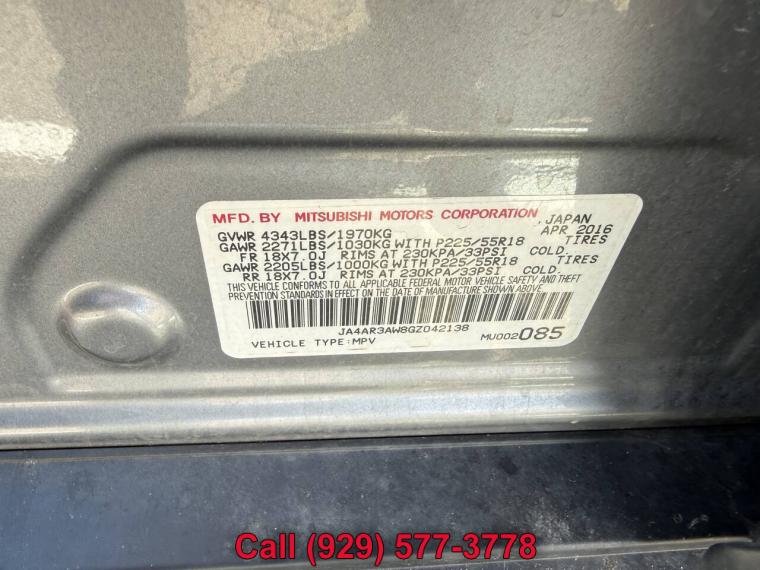 MFD. BY MITSUBISHI MOTORS CORPORATION , JAPAN
GVWR 4343LBS/1970KG APR 2016
GAWR 2271LBS/1030KG WITH P225/55R18 TIRES
FR 18X7.0J RIMS AT 230KPA/33PSI COLD.
GAWR 2205LBS/1000KG WITH P225/55R18 TIRES
RR 18X7.0J RIMS AT 230KPA/33PSI COLD.
THIS VEHICLE CONFORMS TO ALL APPLICABLE FEDERAL MOTOR VEHICLE SAFETY AND THEFT
PREVENTION STANDARDS IN EFFECT ON THE DATE OF MANUFACTURE SHOWN ABOVE.
JA4AR3AW8GZ042138
VEHICLE TYPE:MPV MU002085
Call (929) 577-3778